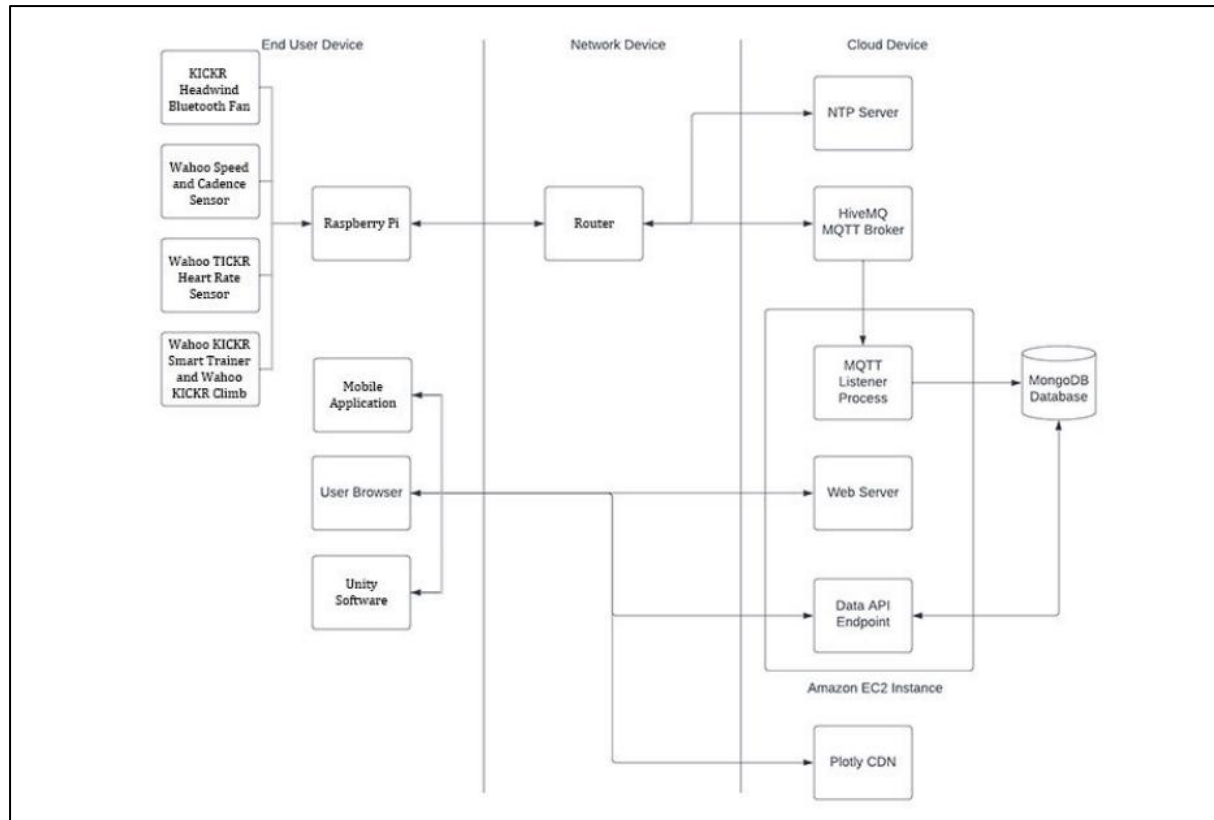 End User Device
Network Device
Cloud Device
KICKR
Headwind
Bluetooth Fan
Wahoo Speed
and Cadence
Sensor
Wahoo TICKR
Heart Rate
Sensor
Wahoo KICKR
Smart Trainer
and Wahoo
KICKR Climb
Raspberry Pi
Mobile
Application
User Browser
Unity
Software
Router
NTP Server
HiveMQ
MQTT Broker
MQTT
Listener
Process
MongoDB
Database
Web Server
Data API
Endpoint
Amazon EC2 Instance
Plotly CDN